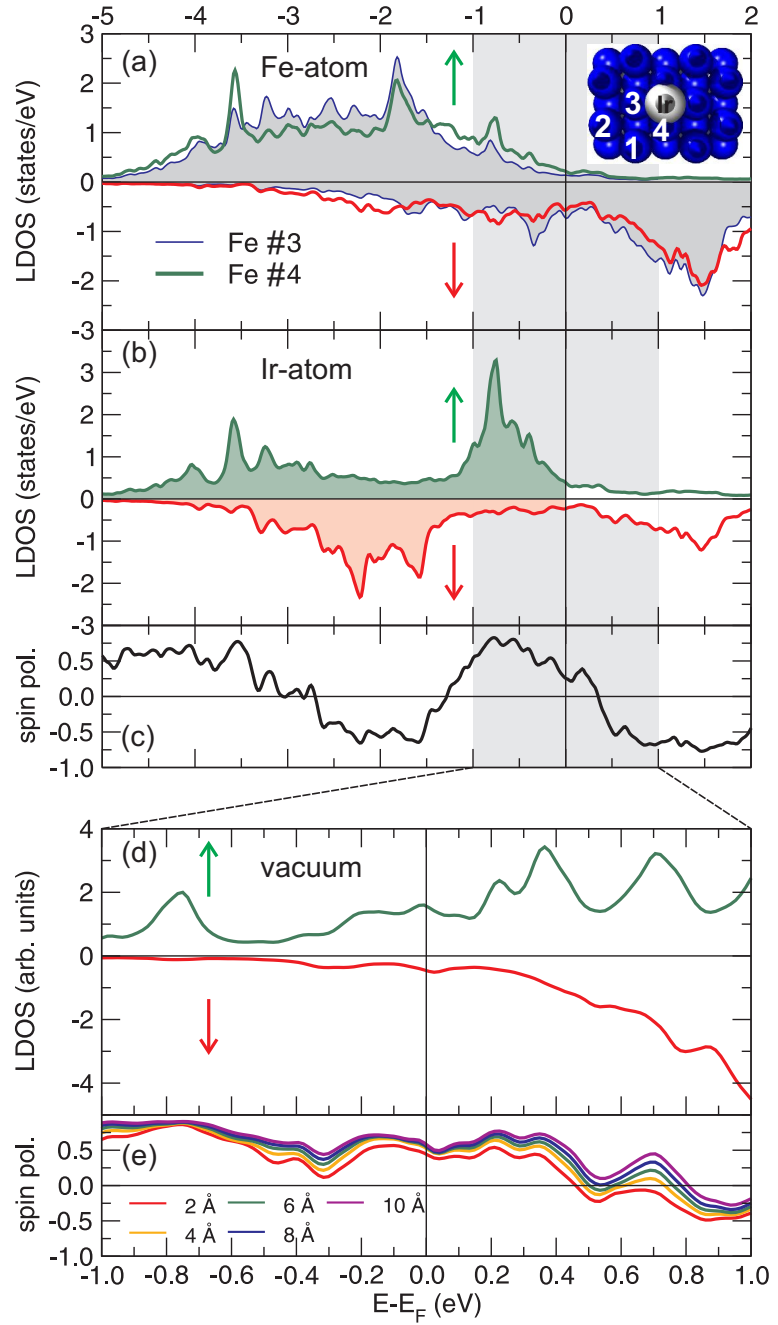 -5 -4 -3 -2 -1 0 1 2
(a) Fe-atom
3
2
1
0
-1
-2
-3
LDOS (states/eV)
Ir
3
2
4
1
Fe #3
Fe #4
(b) Ir-atom
3
2
1
0
-1
-2
-3
LDOS (states/eV)
0.5
0.0
-0.5
-1.0
spin pol.
(c)
(d) vacuum
4
2
0
-2
-4
LDOS (arb. units)
(e)
0.5
0.0
-0.5
-1.0
spin pol.
2 Å 6 Å 10 Å
4 Å 8 Å
-1.0 -0.8 -0.6 -0.4 -0.2 0.0 0.2 0.4 0.6 0.8 1.0
E-E_F (eV)